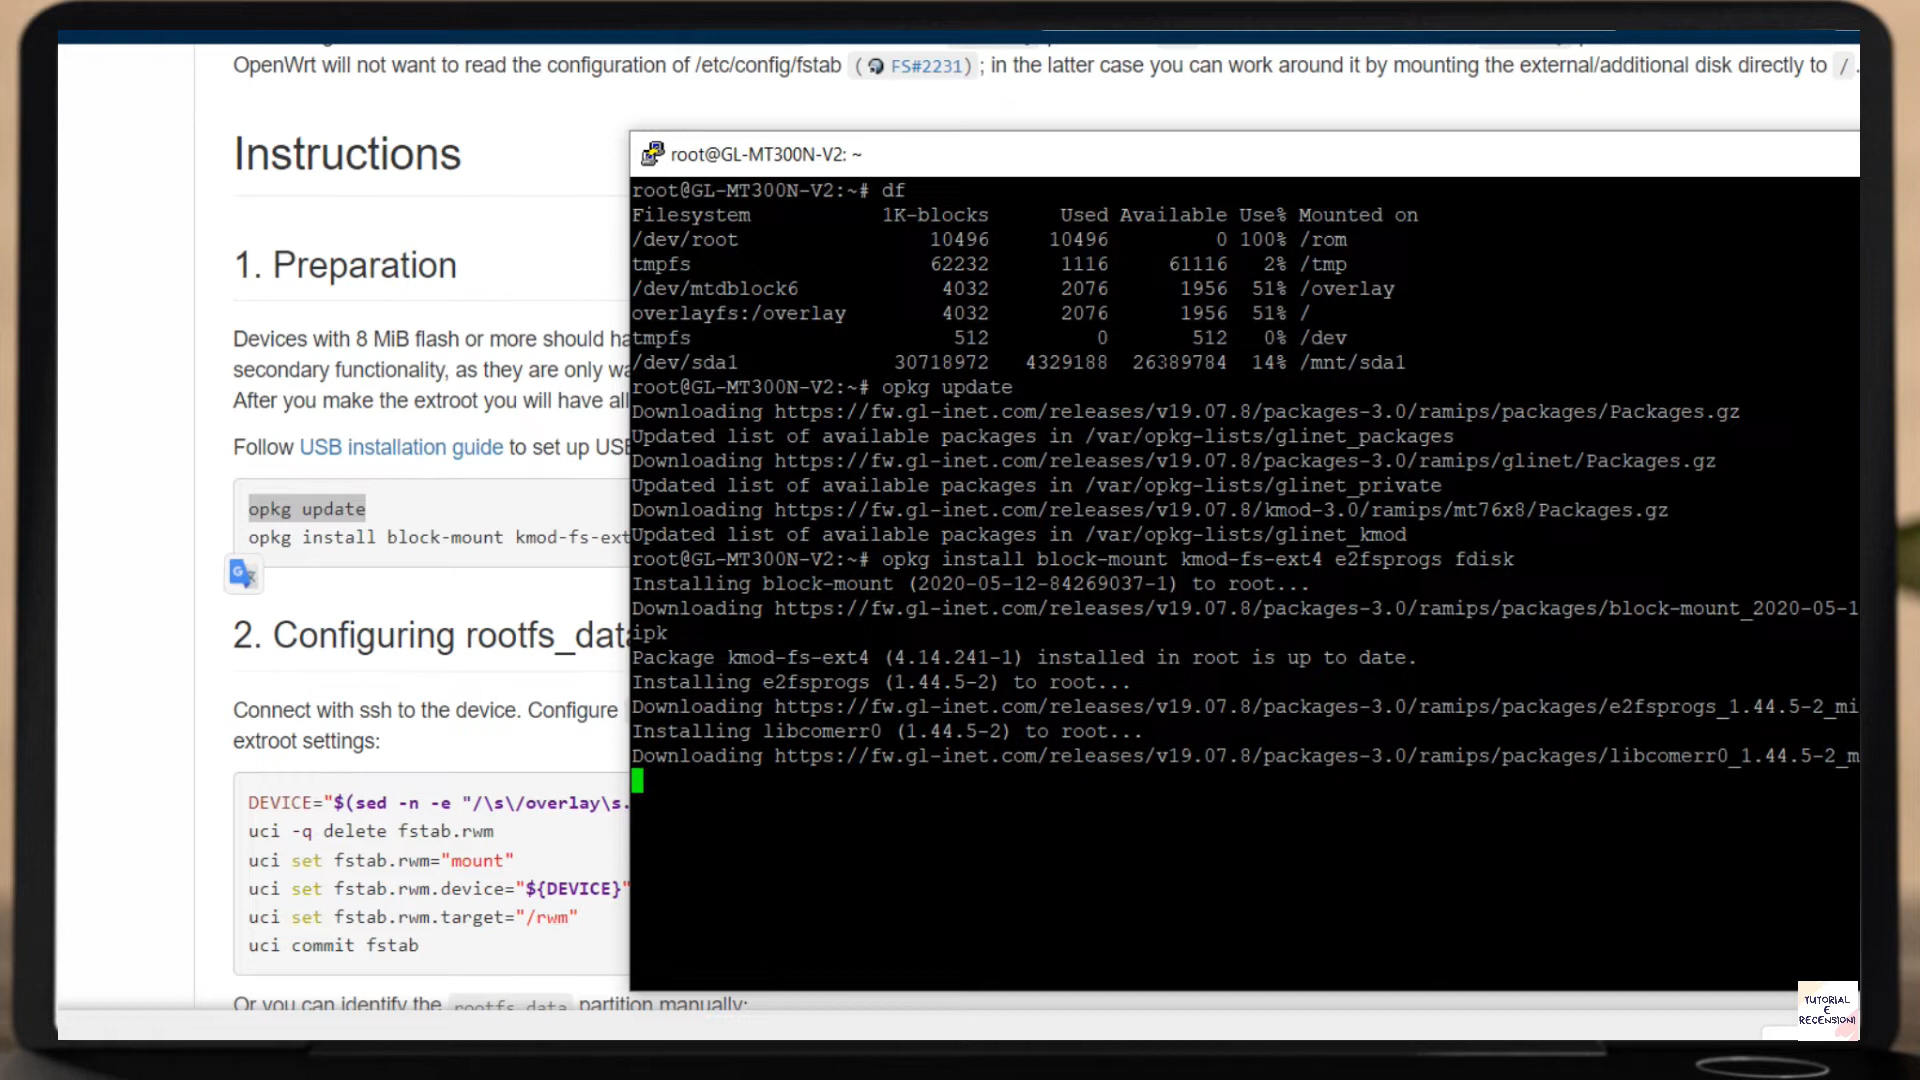 OpenWrt will not want to read the configuration of /etc/config/fstab ( FS#2231) ; in the latter case you can work around it by mounting the external/additional disk directly to / .
Instructions
1. Preparation
Devices with 8 MiB flash or more should ha
secondary functionality, as they are only wa
After you make the extroot you will have all
Follow USB installation guide to set up USB
opkg update
opkg install block-mount kmod-fs-ext
2. Configuring rootfs_data
Connect with ssh to the device. Configure
extroot settings:
DEVICE="$(sed -n -e "/\s\/overlay\s.
uci -q delete fstab.rwm
uci set fstab.rwm="mount"
uci set fstab.rwm.device="${DEVICE}"
uci set fstab.rwm.target="/rwm"
uci commit fstab
Or you can identify the rootfs_data partition manually:
root@GL-MT300N-V2: ~
root@GL-MT300N-V2:~# df
Filesystem 1K-blocks Used Available Use% Mounted on
/dev/root 10496 10496 0 100% /rom
tmpfs 62232 1116 61116 2% /tmp
/dev/mtdblock6 4032 2076 1956 51% /overlay
overlayfs:/overlay 4032 2076 1956 51% /
tmpfs 512 0 512 0% /dev
/dev/sda1 30718972 4329188 26389784 14% /mnt/sda1
root@GL-MT300N-V2:~# opkg update
Downloading https://fw.gl-inet.com/releases/v19.07.8/packages-3.0/ramips/packages/Packages.gz
Updated list of available packages in /var/opkg-lists/glinet_packages
Downloading https://fw.gl-inet.com/releases/v19.07.8/packages-3.0/ramips/glinet/Packages.gz
Updated list of available packages in /var/opkg-lists/glinet_private
Downloading https://fw.gl-inet.com/releases/v19.07.8/kmod-3.0/ramips/mt76x8/Packages.gz
Updated list of available packages in /var/opkg-lists/glinet_kmod
root@GL-MT300N-V2:~# opkg install block-mount kmod-fs-ext4 e2fsprogs fdisk
Installing block-mount (2020-05-12-84269037-1) to root...
Downloading https://fw.gl-inet.com/releases/v19.07.8/packages-3.0/ramips/packages/block-mount_2020-05-1
ipk
Package kmod-fs-ext4 (4.14.241-1) installed in root is up to date.
Installing e2fsprogs (1.44.5-2) to root...
Downloading https://fw.gl-inet.com/releases/v19.07.8/packages-3.0/ramips/packages/e2fsprogs_1.44.5-2_mi
Installing libcomerr0 (1.44.5-2) to root...
Downloading https://fw.gl-inet.com/releases/v19.07.8/packages-3.0/ramips/packages/libcomerr0_1.44.5-2_m
TUTORIAL
E
RECENSIONI